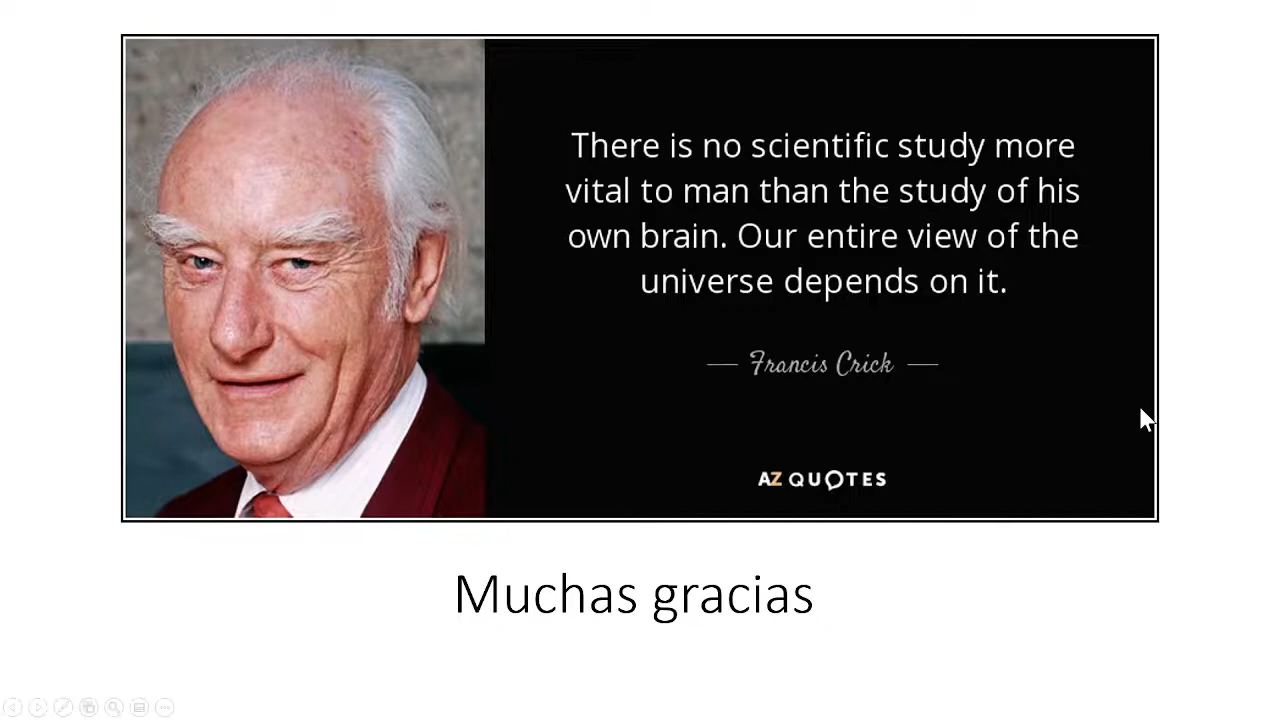 There is no scientific study more
vital to man than the study of his
own brain. Our entire view of the
universe depends on it.
Francis Crick
AZ QUOTES
Muchas gracias